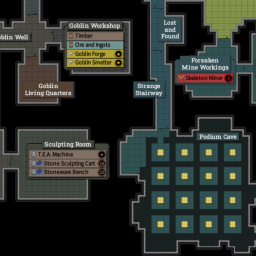 Goblin Workshop
Timber
Ore and ingots
Goblin Forge
Goblin Smelter
oblin Well
Lost
and
Found
Forsaken
Mine Workings
Skeleton Miner
Goblin
Living Quarters
Strange
Stairway
Podium Cave
Sculpting Room
T.E.A. Machine
Stone Sculpting Cart
Stoneware Bench